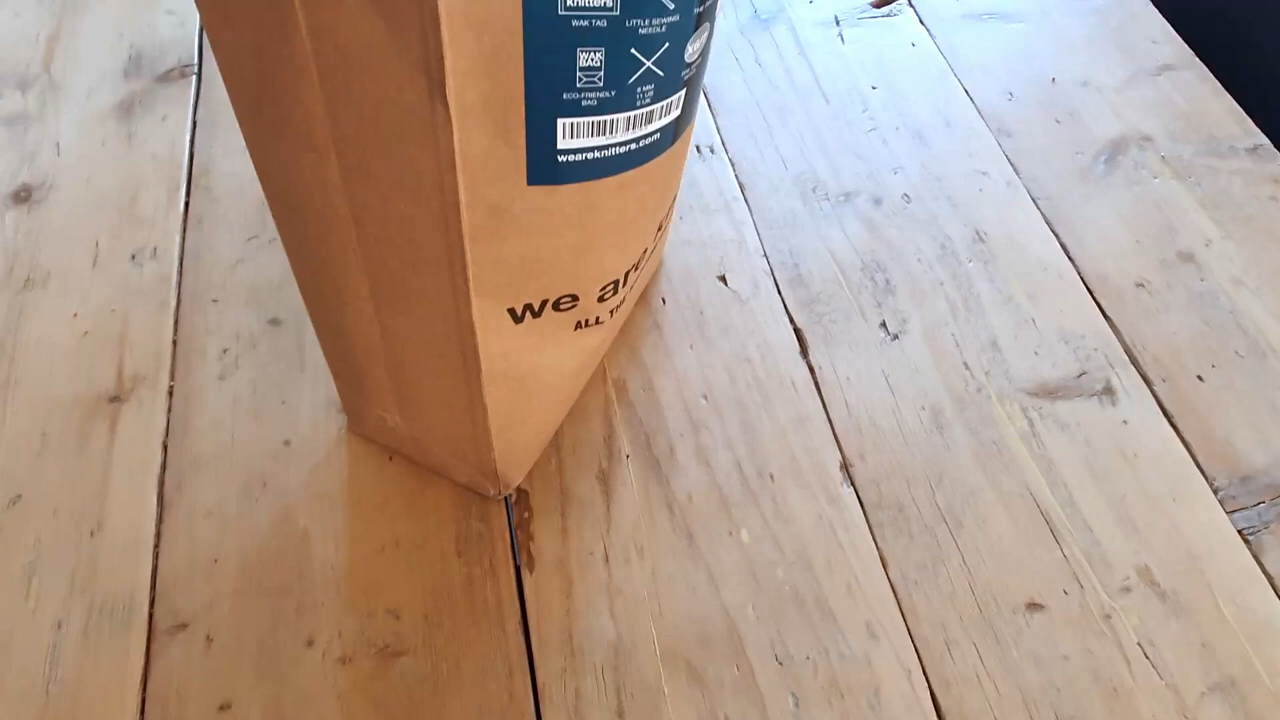 knitters
WAK TAG
LITTLE SEWING
NEEDLE
THE
WAK
BAG
ECO-FRIENDLY
BAG
8 MM
11 US
0 UK
weareknitters.com
we are
ALL